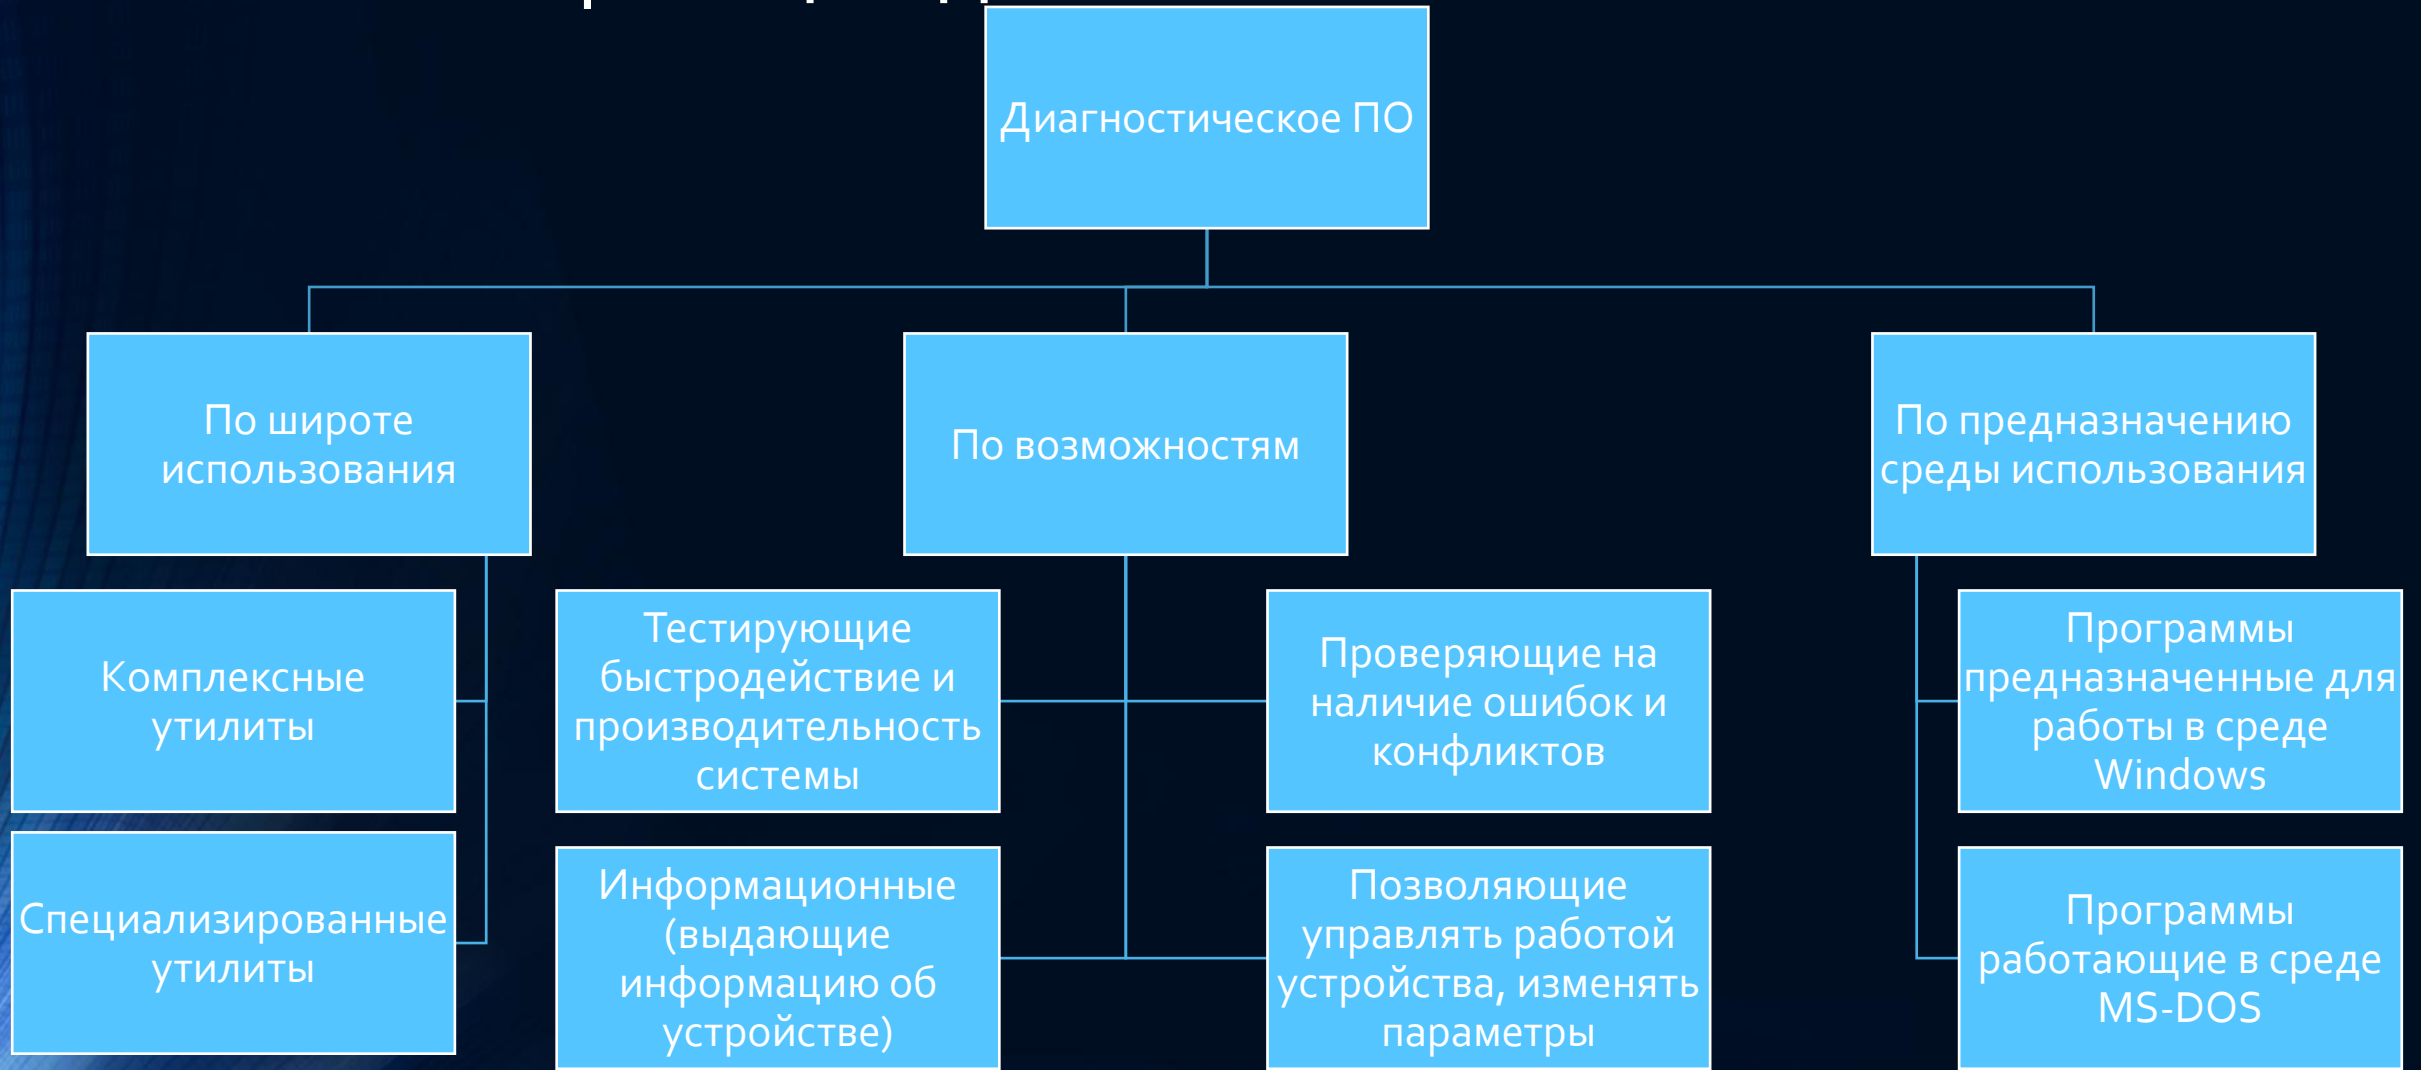 Диагностическое ПО
По широте
использования
Комплексные
утилиты
Специализированные
утилиты
По возможностям
Тестирующие
быстродействие и
производительность
системы
Проверяющие на
наличие ошибок и
конфликтов
Информационные
(выдающие
информацию об
устройстве)
Позволяющие
управлять работой
устройства, изменять
параметры
По предназначению
среды использования
Программы
предназначенные для
работы в среде
Windows
Программы
работающие в среде
MS-DOS